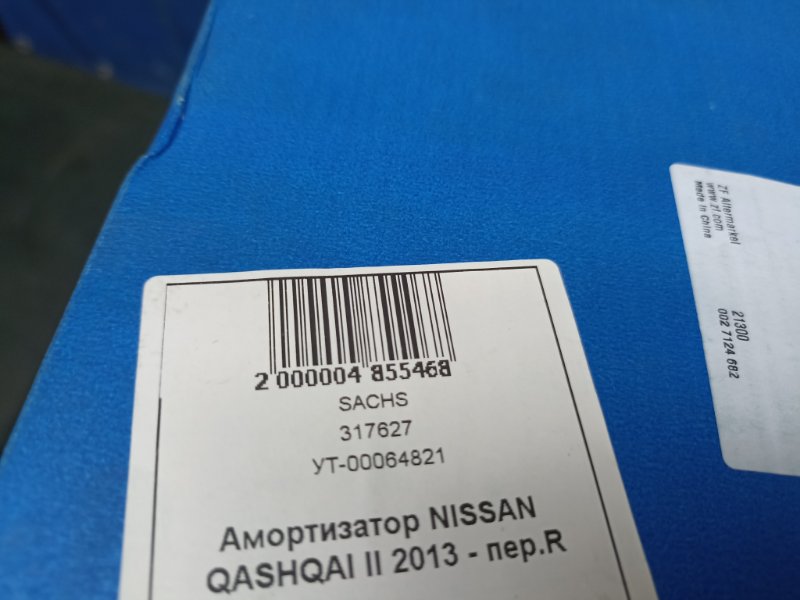 2 000004 855468
SACHS
317627
УТ-00064821
Амортизатор NISSAN
QASHQAI II 2013 - пер.R
ZF Aftermarket
www.zf.com
Made in China
21300
002 7124 682